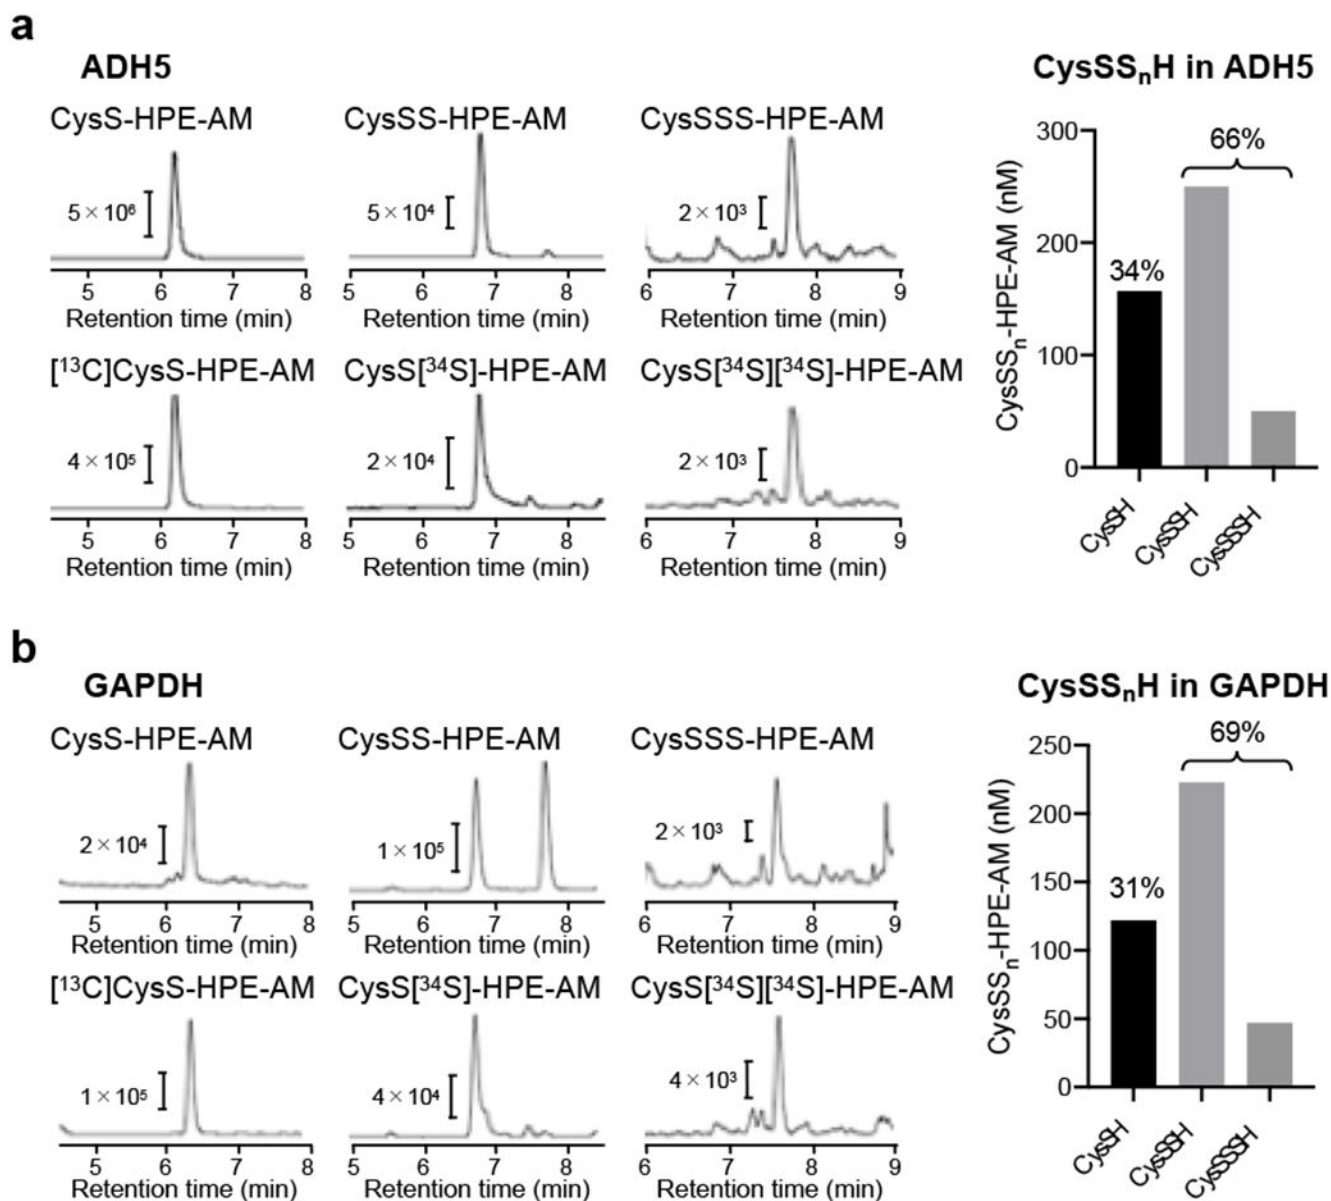 a
ADH5
CysS-HPE-AM
CysSS-HPE-AM
CysSSS-HPE-AM
5 × 10⁶
5 × 10⁴
2 × 10³
5 6 7 8
5 6 7 8
6 7 8 9
Retention time (min)
Retention time (min)
Retention time (min)
[¹³C]CysS-HPE-AM
CysS[³⁴S]-HPE-AM
CysS[³⁴S][³⁴S]-HPE-AM
4 × 10⁵
2 × 10⁴
2 × 10³
5 6 7 8
5 6 7 8
6 7 8 9
Retention time (min)
Retention time (min)
Retention time (min)
CysSSₙH in ADH5
CysSSₙ-HPE-AM (nM)
300
200
100
0
34%
66%
CysSH
CysSSH
CysSSSH
b
GAPDH
CysS-HPE-AM
CysSS-HPE-AM
CysSSS-HPE-AM
2 × 10⁴
1 × 10⁵
2 × 10³
5 6 7 8
5 6 7 8
6 7 8 9
Retention time (min)
Retention time (min)
Retention time (min)
[¹³C]CysS-HPE-AM
CysS[³⁴S]-HPE-AM
CysS[³⁴S][³⁴S]-HPE-AM
1 × 10⁵
4 × 10⁴
4 × 10³
5 6 7 8
5 6 7 8
6 7 8 9
Retention time (min)
Retention time (min)
Retention time (min)
CysSSₙH in GAPDH
CysSSₙ-HPE-AM (nM)
250
200
150
100
50
0
31%
69%
CysSH
CysSSH
CysSSSH